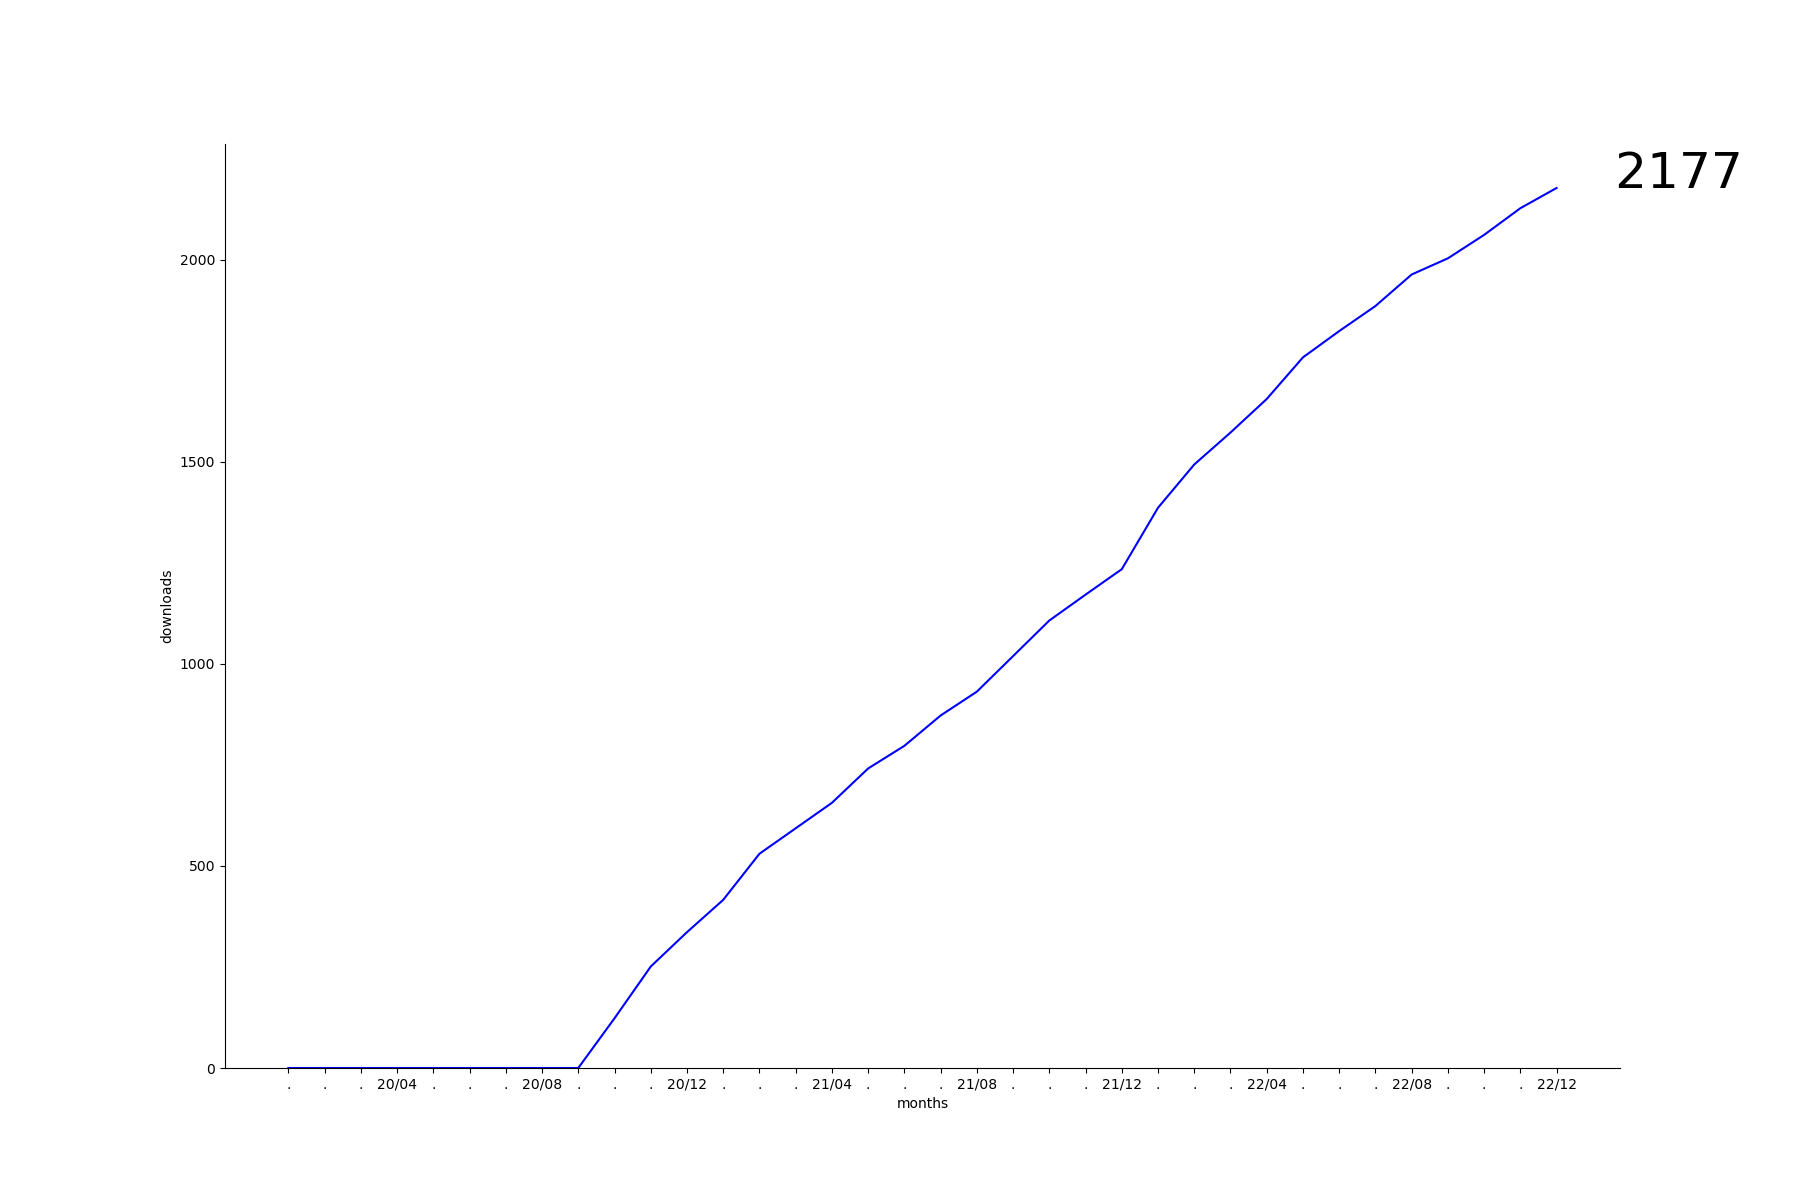 2177
2000
1500
1000
500
0
downloads
. . . 20/04 . . . 20/08 . . . 20/12 . . . 21/04 . . . 21/08 . . . 21/12 . . . 22/04 . . . 22/08 . . . 22/12
months